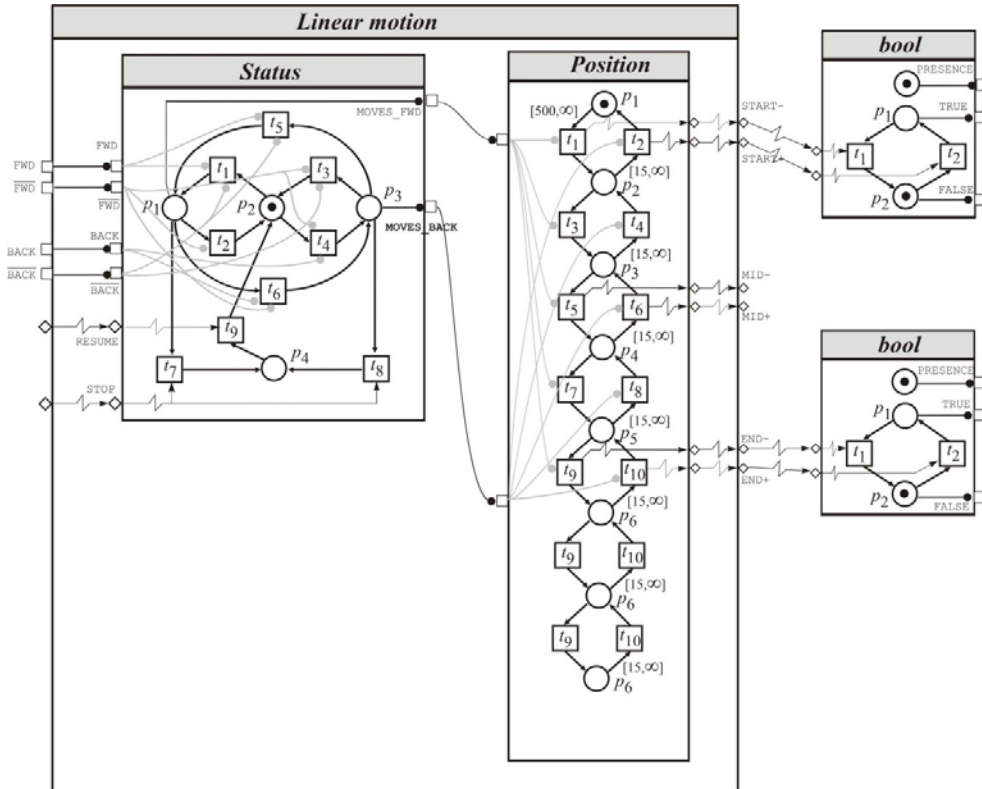 Linear motion
Status
MOVES_FWD
t5
FWD
FWD
t1
t3
FWD
FWD
p1
p2
p3
MOVES_BACK
t2
t4
BACK
BACK
BACK
BACK
t6
t9
RESUME
p4
t7
t8
STOP
Position
p1
[500,∞]
t1
t2
[15,∞]
p2
t3
t4
[15,∞]
p3
t5
t6
[15,∞]
p4
t7
t8
[15,∞]
p5
t9
t10
[15,∞]
p6
t9
t10
[15,∞]
p6
t9
t10
[15,∞]
p6
START-
START+
MID-
MID+
END-
END+
bool
PRESENCE
p1
TRUE
t1
t2
p2
FALSE
bool
PRESENCE
p1
TRUE
t1
t2
p2
FALSE